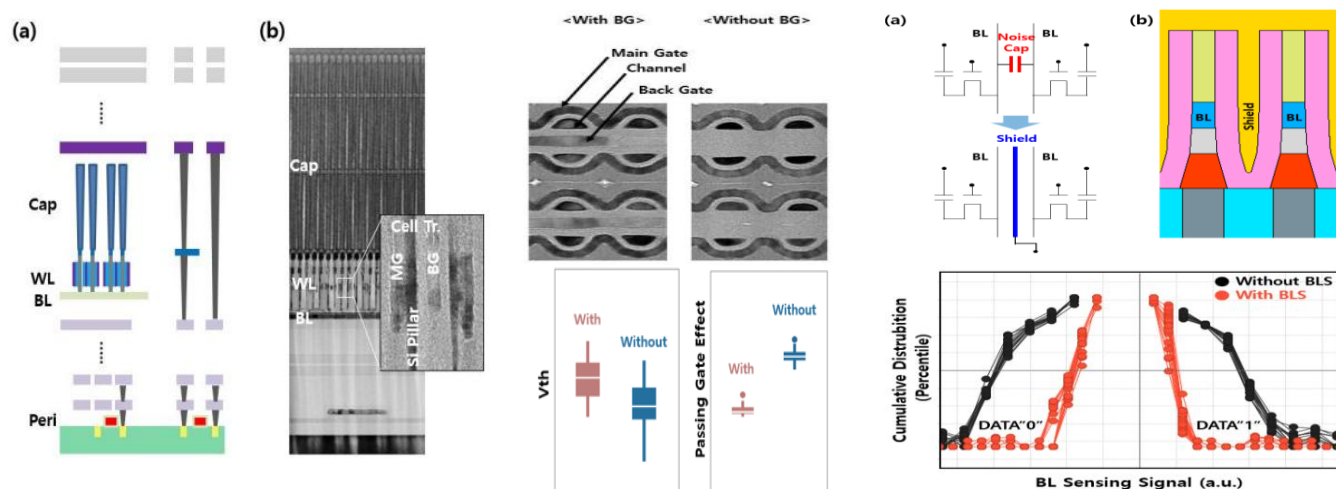 (a)
Cap
WL
BL
Peri
(b)
Cap
WL
BL
Cell Tr.
MG
BG
Si Pillar
<With BG>
<Without BG>
Main Gate
Channel
Back Gate
Vth
With
Without
Passing Gate Effect
With
Without
(a)
BL
Noise
Cap
BL
Shield
BL
BL
(b)
BL
Shield
BL
Cumulative Distrubition
(Percentile)
Without BLS
With BLS
DATA"0"
DATA"1"
BL Sensing Signal (a.u.)